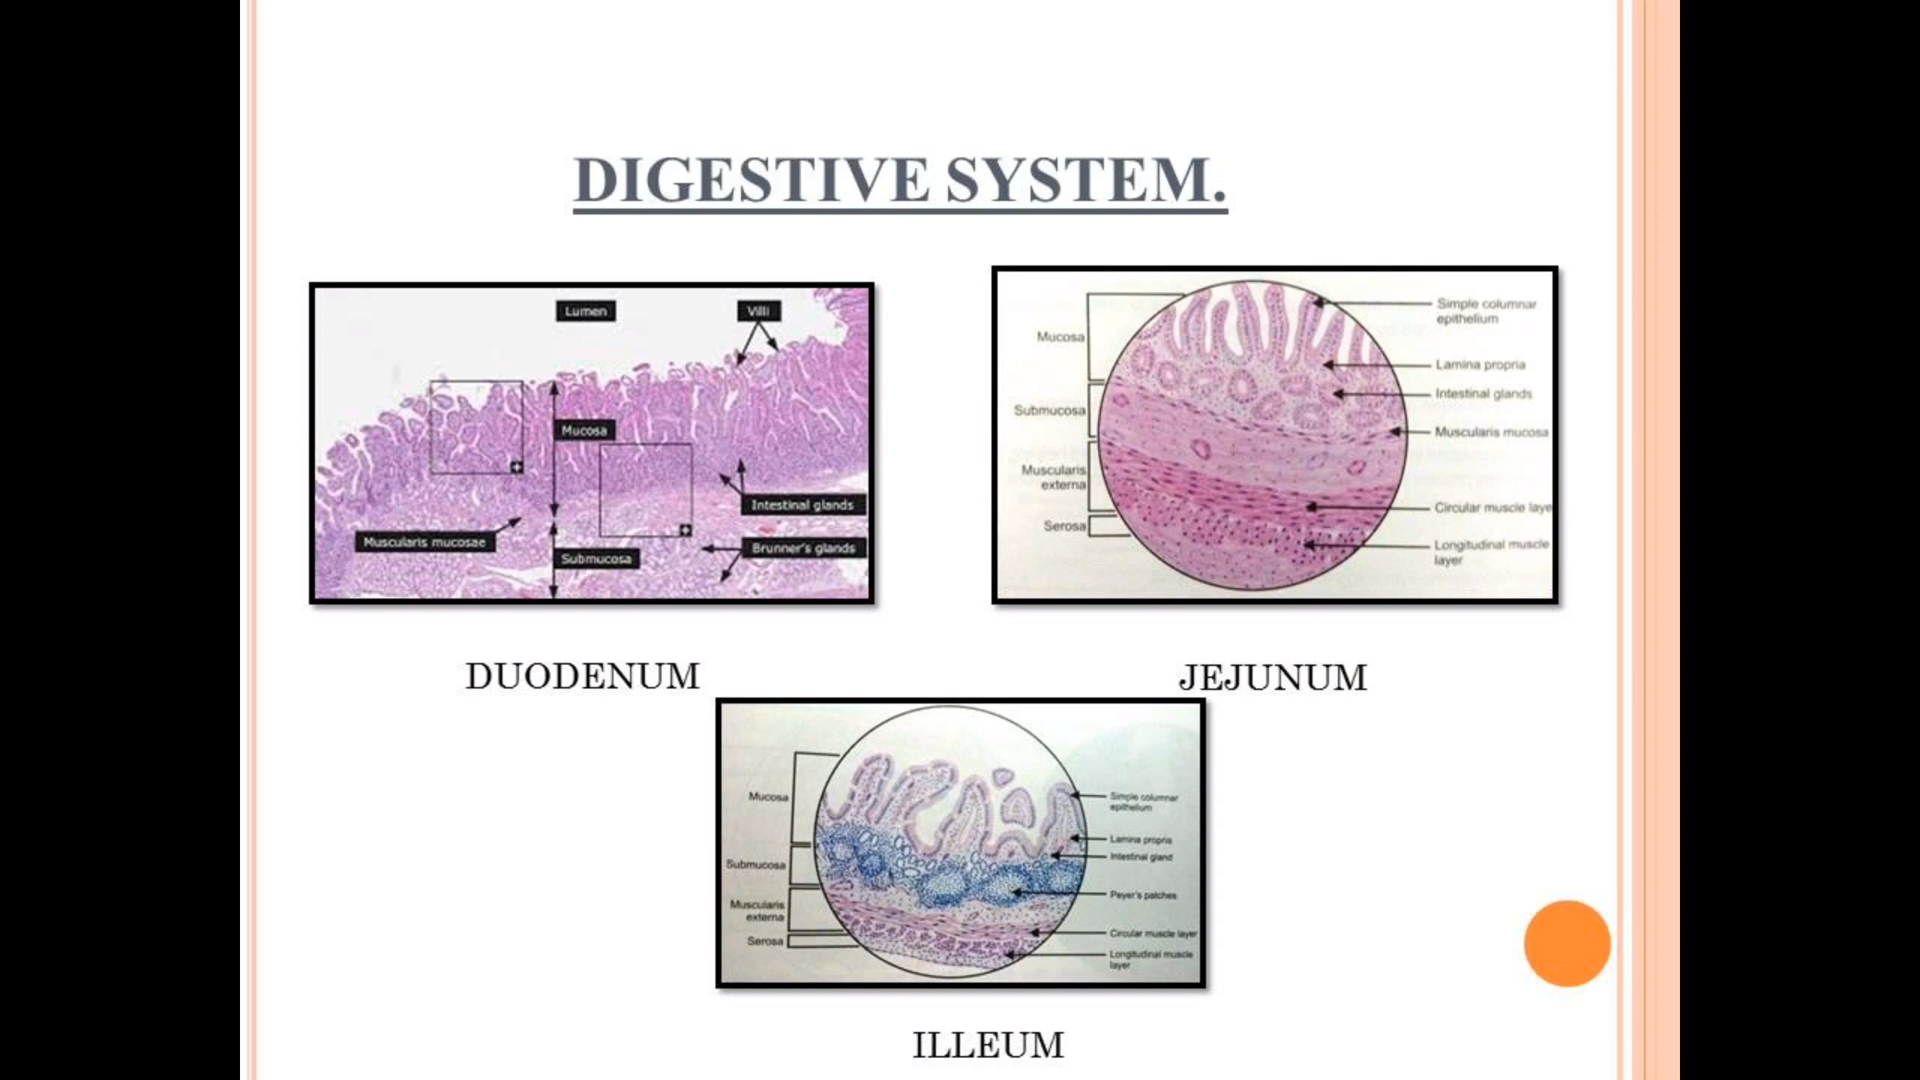 DIGESTIVE SYSTEM.
Lumen
Villi
Mucosa
Intestinal glands
Muscularis mucosae
Brunner's glands
Submucosa
DUODENUM
Mucosa
Submucosa
Muscularis
externa
Serosa
Simple columnar
epithelium
Lamina propria
Intestinal glands
Muscularis mucosa
Circular muscle laye
Longitudinal muscle
layer
JEJUNUM
Mucosa
Submucosa
Muscularis
externa
Serosa
Simple columnar
epithelium
Lamina propria
Intestinal gland
Peyer's patches
Circular muscle layer
Longitudinal muscle
layer
ILLEUM